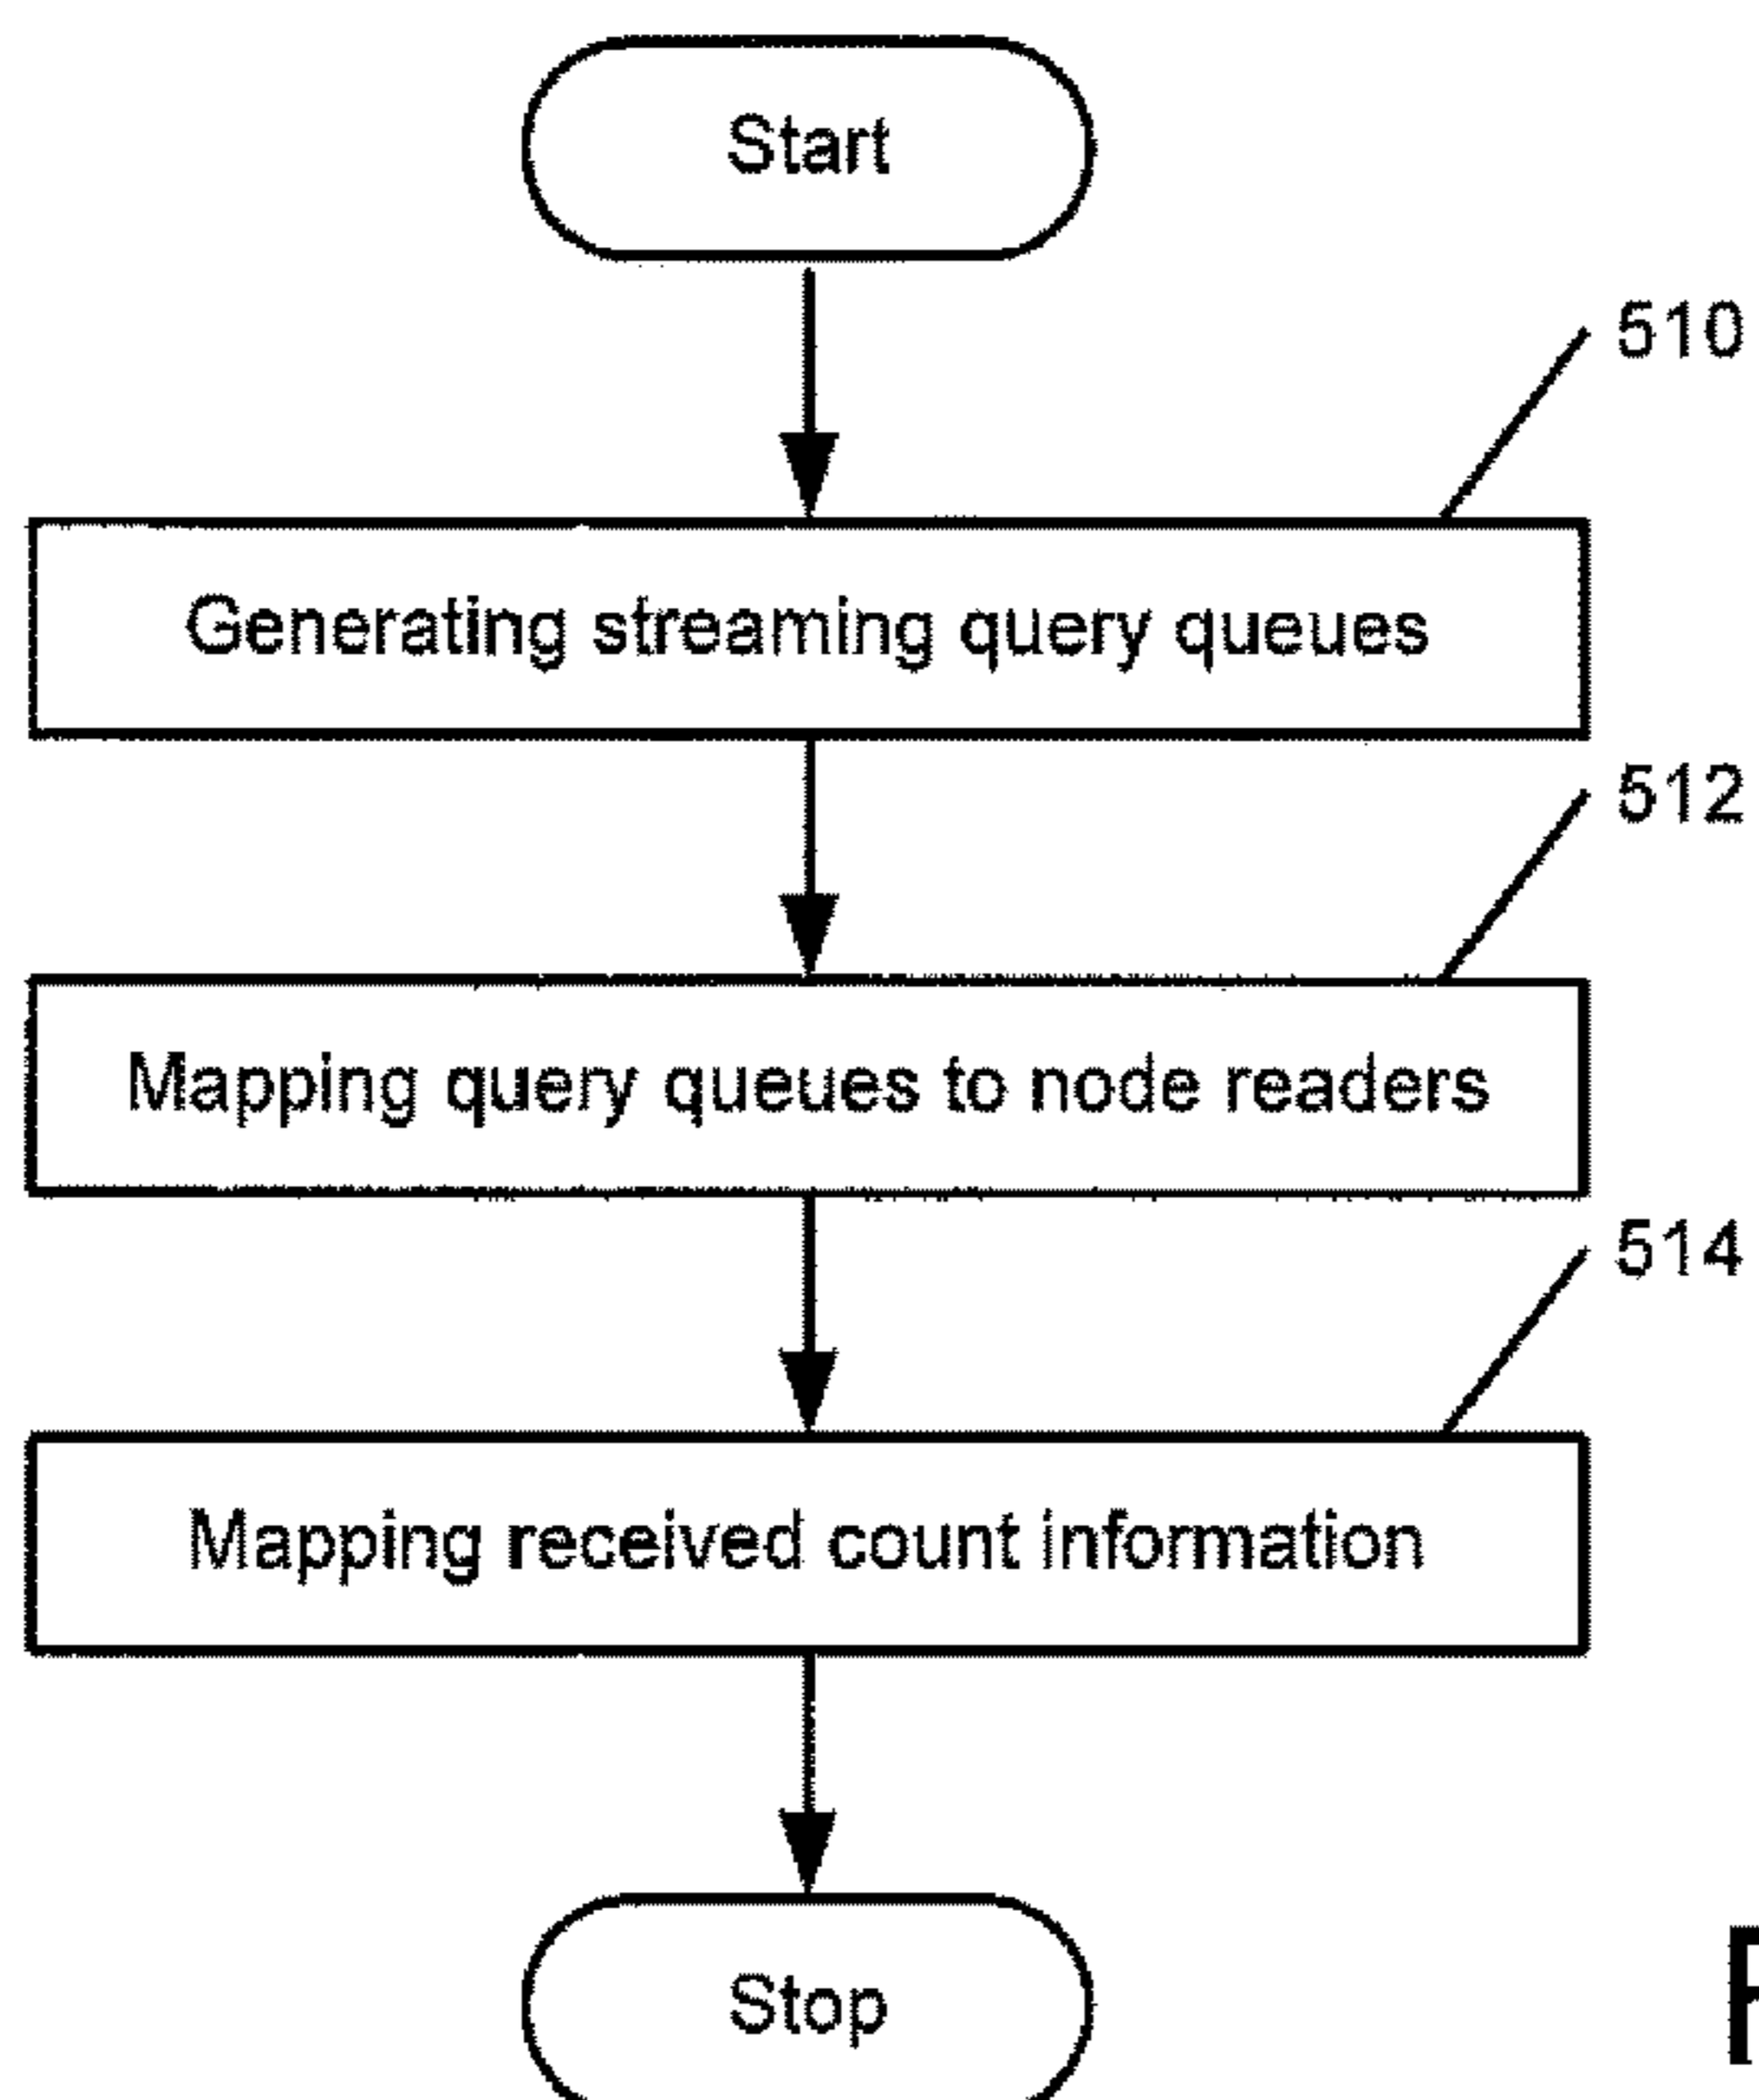 Start
510
Generating streaming query queues
512
Mapping query queues to node readers
514
Mapping received count information
Stop